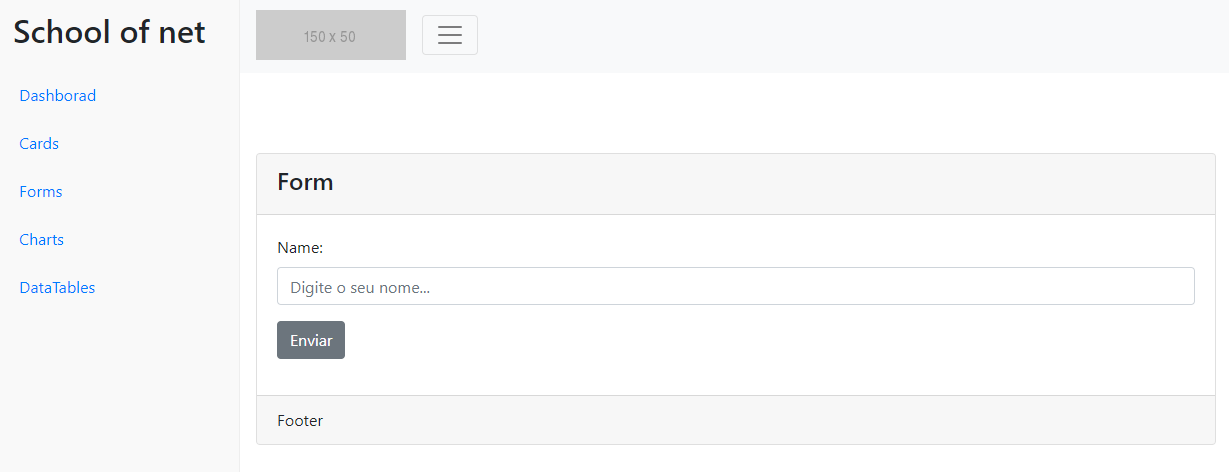 School of net
150 x 50
Dashborad
Cards
Forms
Charts
DataTables
Form
Name:
Digite o seu nome...
Enviar
Footer